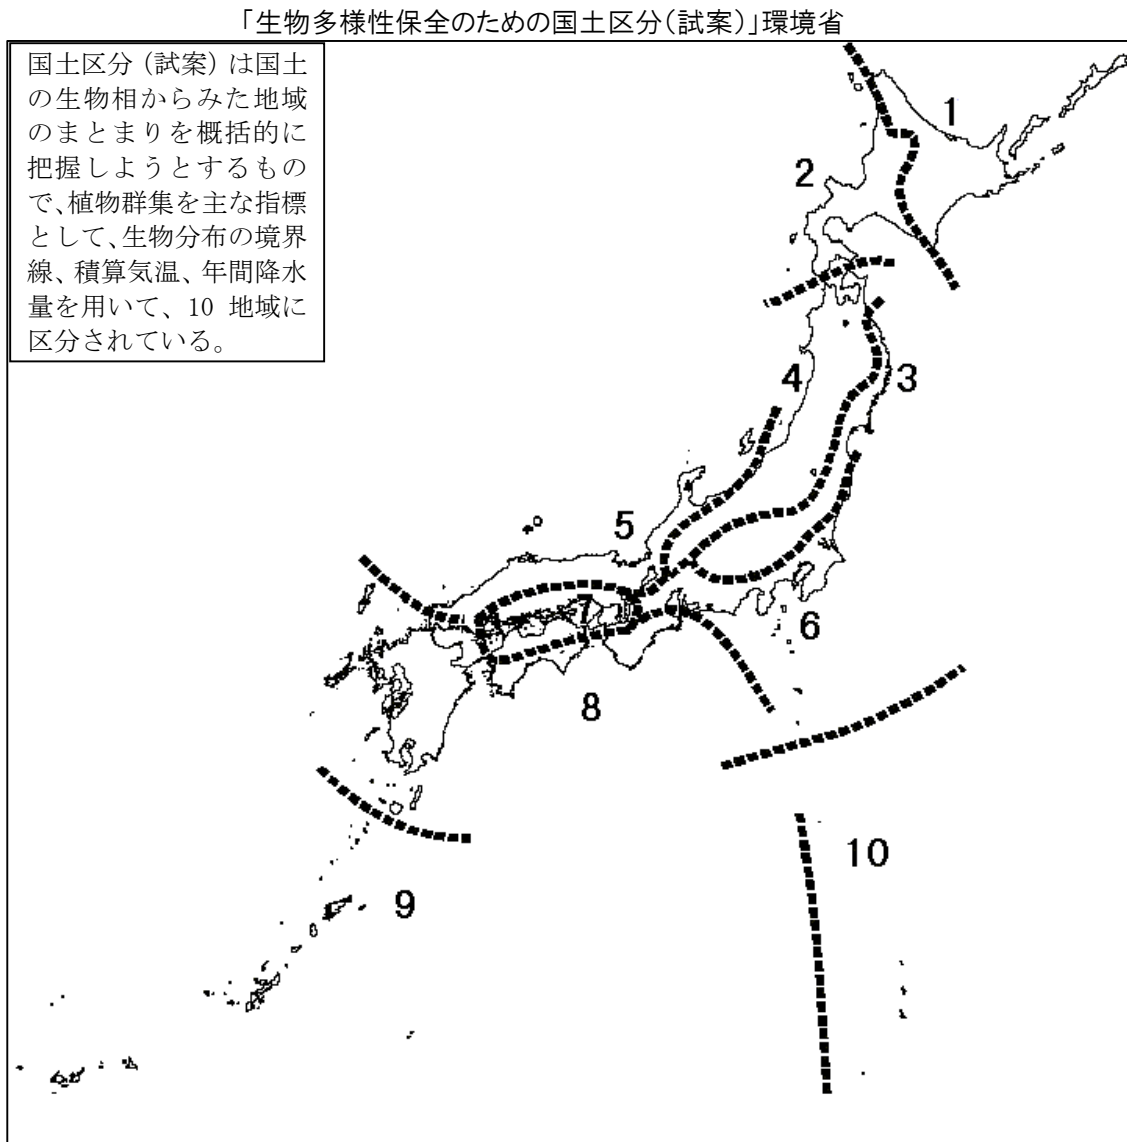 「生物多様性保全のための国土区分(試案)」環境省
国土区分(試案)は国土
の生物相からみた地域
のまとまりを概括的に
把握しようとするもの
で、植物群集を主な指標
として、生物分布の境界
線、積算気温、年間降水
量を用いて、10 地域に
区分されている。
1
2
4
3
5
7
6
8
10
9